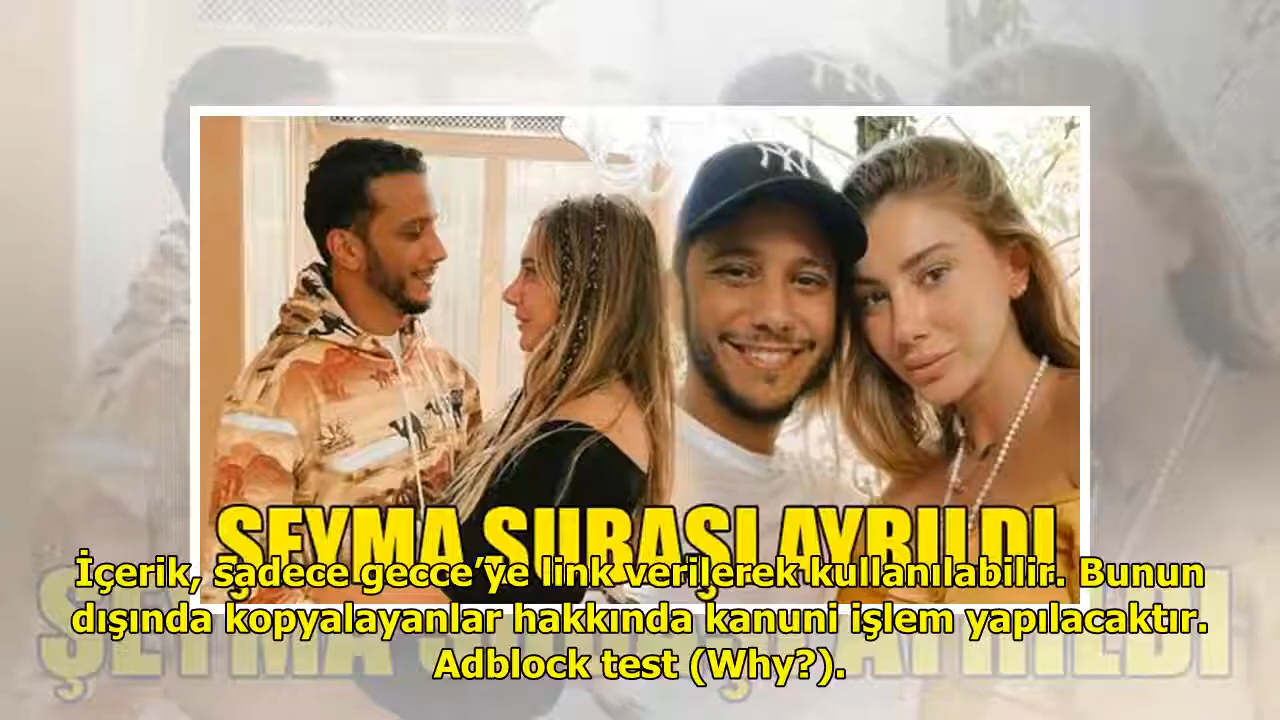 NY
ŞEYMA SUBAŞI AYRILDI
İçerik, sadece gecce’ye link verilerek kullanılabilir. Bunun
dışında kopyalayanlar hakkında kanuni işlem yapılacaktır.
Adblock test (Why?).